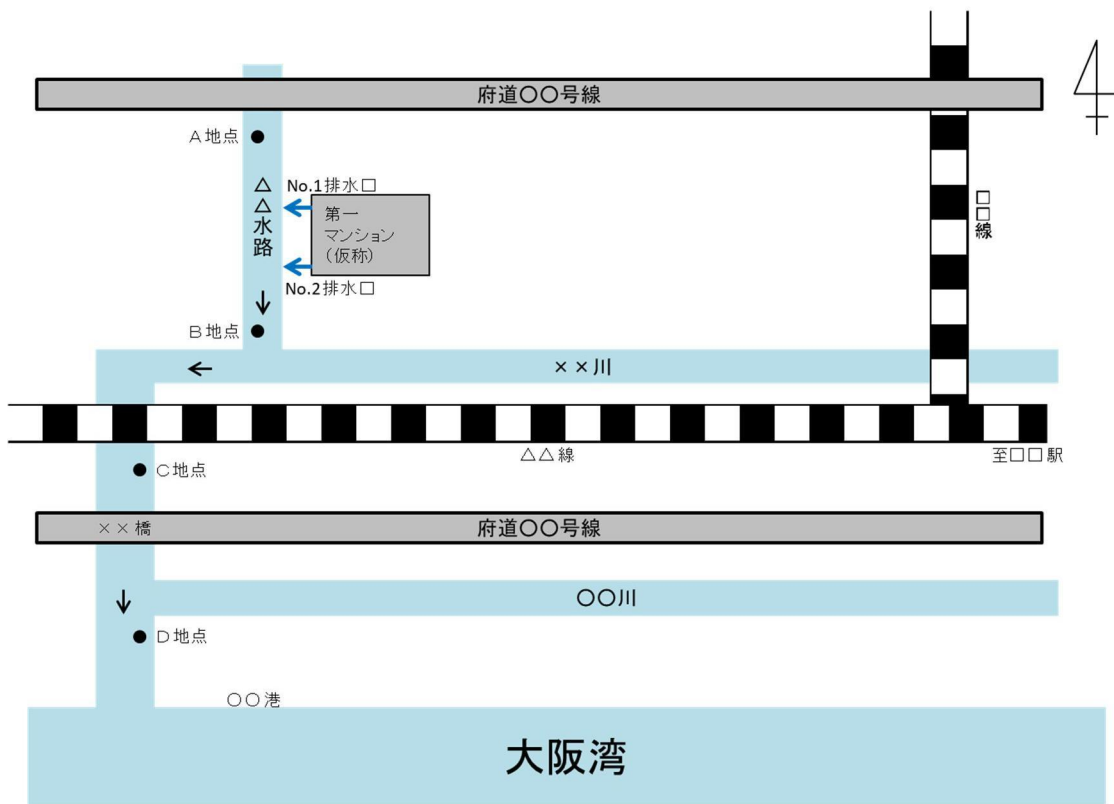 府道〇〇号線
A地点
No.1排水口
△△水路
第一
マンション
(仮称)
□□線
No.2排水口
B地点
××川
△△線
至□□駅
C地点
××橋
府道〇〇号線
〇〇川
D地点
〇〇港
大阪湾